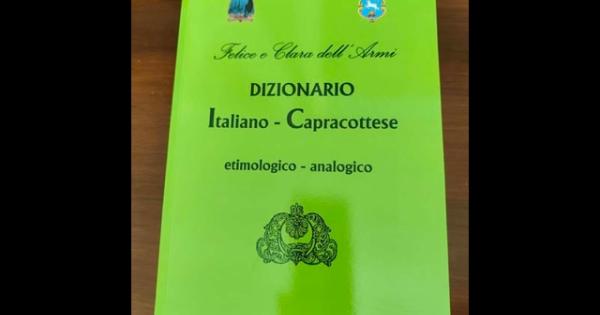 Felice e Clara dell'Armi
DIZIONARIO
Italiano - Capracottese
etimologico - analogico